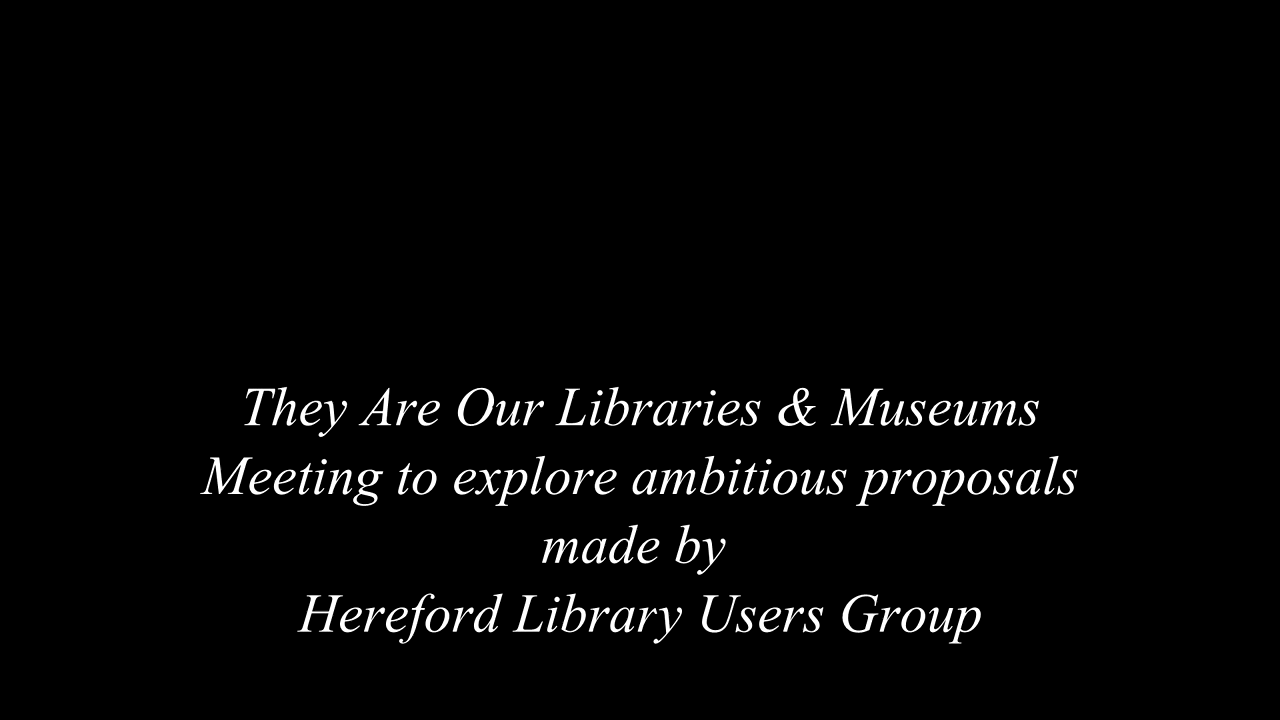 They Are Our Libraries & Museums
Meeting to explore ambitious proposals
made by
Hereford Library Users Group